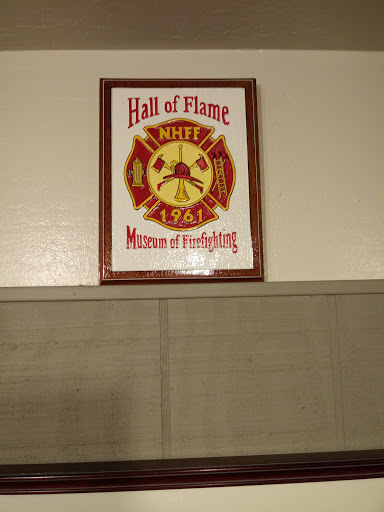 Hall of Flame
NHFF
1961
Museum of Firefighting